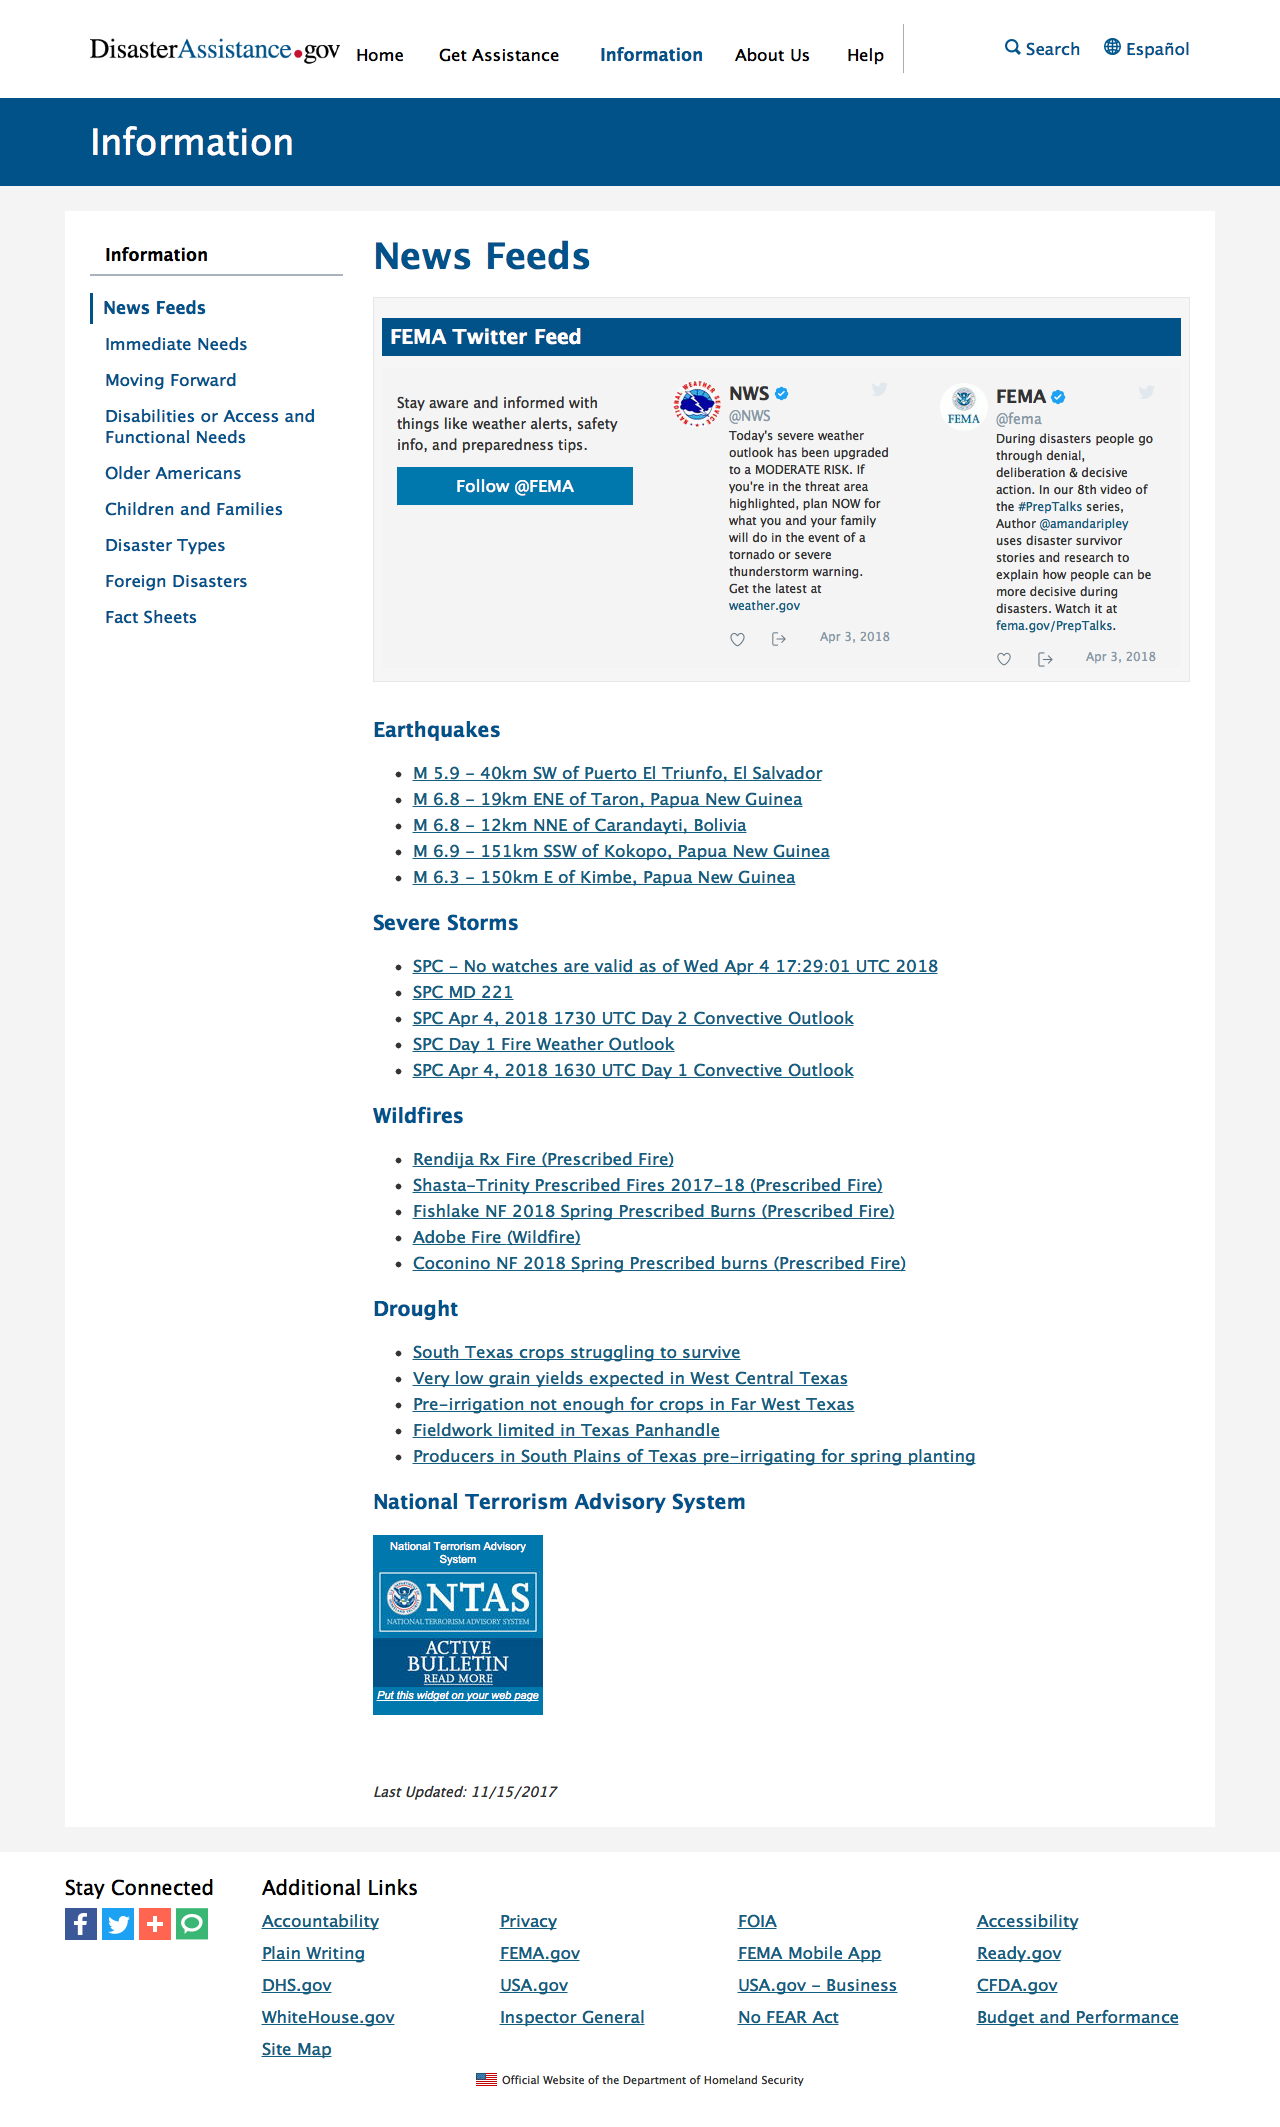 DisasterAssistance.gov
Home
Get Assistance
Information
About Us
Help
Search
Español
Information
Information
News Feeds
Immediate Needs
Moving Forward
Disabilities or Access and
Functional Needs
Older Americans
Children and Families
Disaster Types
Foreign Disasters
Fact Sheets
News Feeds
FEMA Twitter Feed
Stay aware and informed with
things like weather alerts, safety
info, and preparedness tips.
Follow @FEMA
NWS
@NWS
Today's severe weather
outlook has been upgraded
to a MODERATE RISK. If
you're in the threat area
highlighted, plan NOW for
what you and your family
will do in the event of a
tornado or severe
thunderstorm warning.
Get the latest at
weather.gov
Apr 3, 2018
FEMA
FEMA
@fema
During disasters people go
through denial,
deliberation & decisive
action. In our 8th video of
the #PrepTalks series,
Author @amandaripley
uses disaster survivor
stories and research to
explain how people can be
more decisive during
disasters. Watch it at
fema.gov/PrepTalks.
Apr 3, 2018
Earthquakes
• M 5.9 - 40km SW of Puerto El Triunfo, El Salvador
• M 6.8 - 19km ENE of Taron, Papua New Guinea
• M 6.8 - 12km NNE of Carandayti, Bolivia
• M 6.9 - 151km SSW of Kokopo, Papua New Guinea
• M 6.3 - 150km E of Kimbe, Papua New Guinea
Severe Storms
• SPC - No watches are valid as of Wed Apr 4 17:29:01 UTC 2018
• SPC MD 221
• SPC Apr 4, 2018 1730 UTC Day 2 Convective Outlook
• SPC Day 1 Fire Weather Outlook
• SPC Apr 4, 2018 1630 UTC Day 1 Convective Outlook
Wildfires
• Rendija Rx Fire (Prescribed Fire)
• Shasta-Trinity Prescribed Fires 2017-18 (Prescribed Fire)
• Fishlake NF 2018 Spring Prescribed Burns (Prescribed Fire)
• Adobe Fire (Wildfire)
• Coconino NF 2018 Spring Prescribed burns (Prescribed Fire)
Drought
• South Texas crops struggling to survive
• Very low grain yields expected in West Central Texas
• Pre-irrigation not enough for crops in Far West Texas
• Fieldwork limited in Texas Panhandle
• Producers in South Plains of Texas pre-irrigating for spring planting
National Terrorism Advisory System
National Terrorism Advisory
System
NTAS
NATIONAL TERRORISM ADVISORY SYSTEM
ACTIVE
BULLETIN
READ MORE
Put this widget on your web page
Last Updated: 11/15/2017
Stay Connected
Additional Links
Accountability
Privacy
FOIA
Accessibility
Plain Writing
FEMA.gov
FEMA Mobile App
Ready.gov
DHS.gov
USA.gov
USA.gov - Business
CFDA.gov
WhiteHouse.gov
Inspector General
No FEAR Act
Budget and Performance
Site Map
Official Website of the Department of Homeland Security